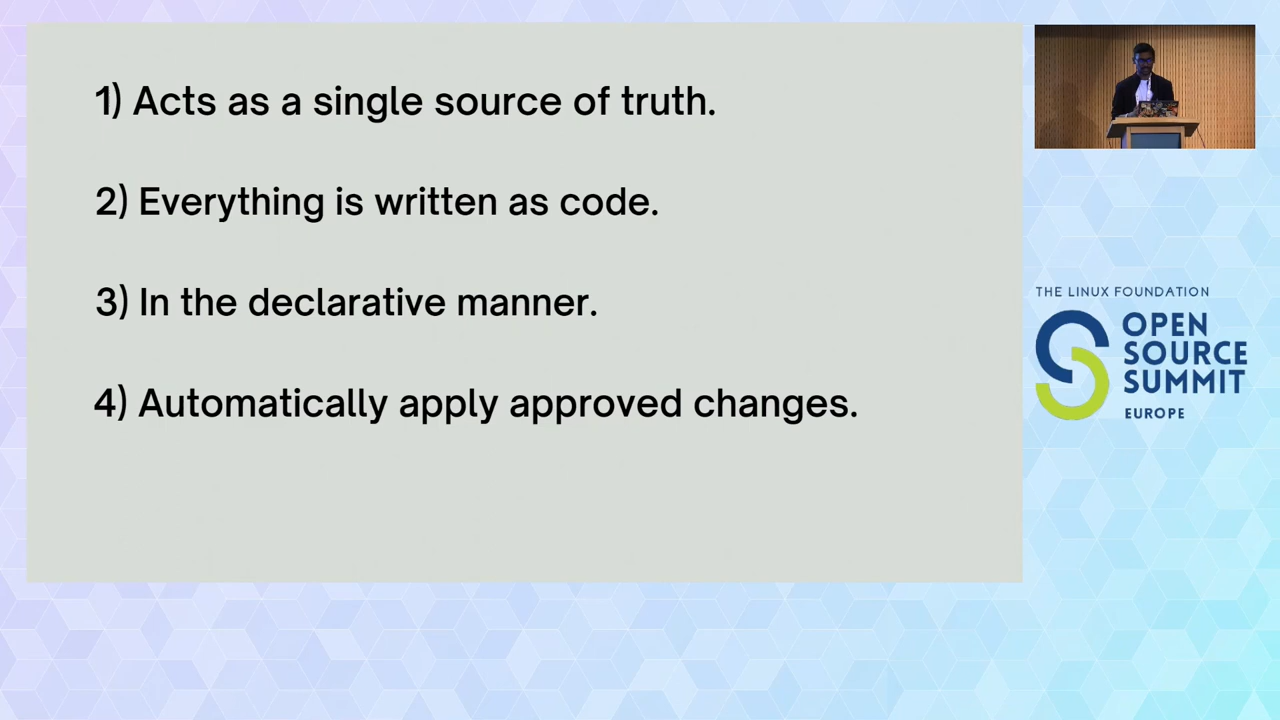 1) Acts as a single source of truth.
2) Everything is written as code.
3) In the declarative manner.
4) Automatically apply approved changes.
THE LINUX FOUNDATION
OPEN
SOURCE
SUMMIT
EUROPE